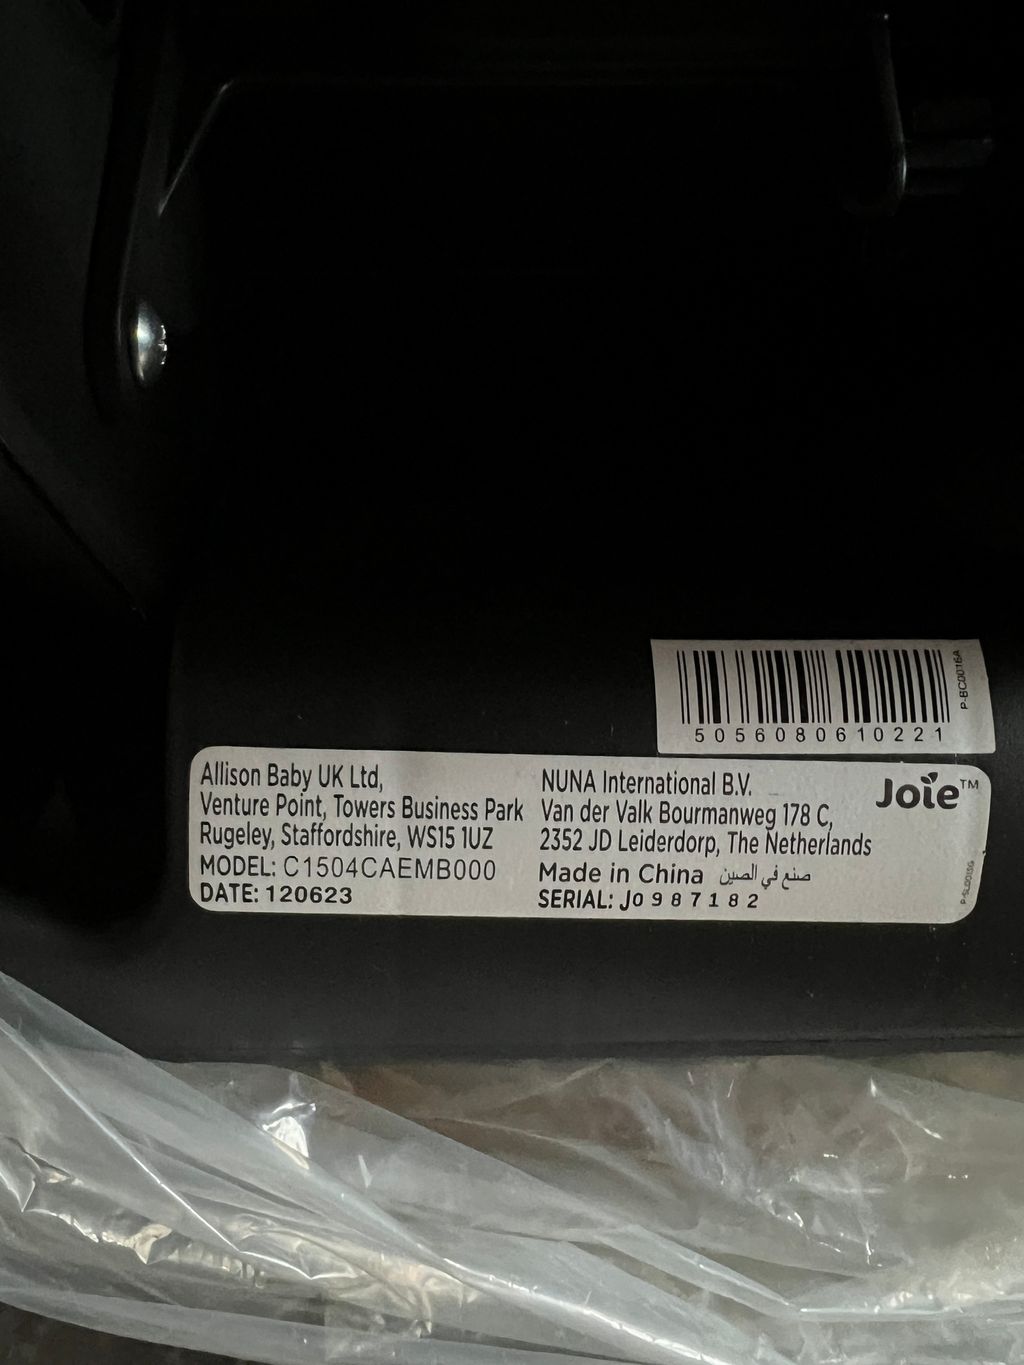 P-BC0016A
5056080610221
Allison Baby UK Ltd,
Venture Point, Towers Business Park
Rugeley, Staffordshire, WS15 1UZ
MODEL: C1504CAEMB000
DATE: 120623
NUNA International B.V.
Van der Valk Bourmanweg 178 C,
2352 JD Leiderdorp, The Netherlands
Made in China صنع في الصين
SERIAL: J0987182
Joie™